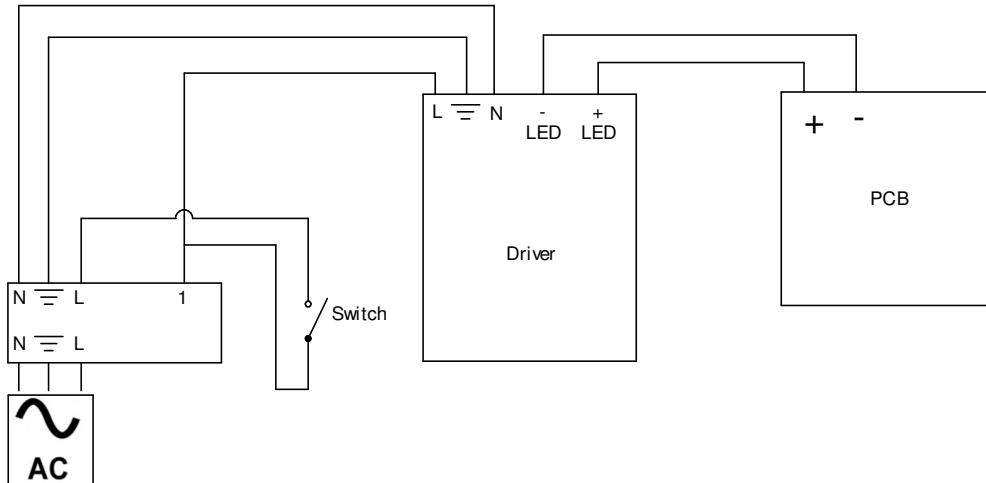 L N - +
LED LED
+ -
PCB
Driver
N L 1
Switch
N L
AC